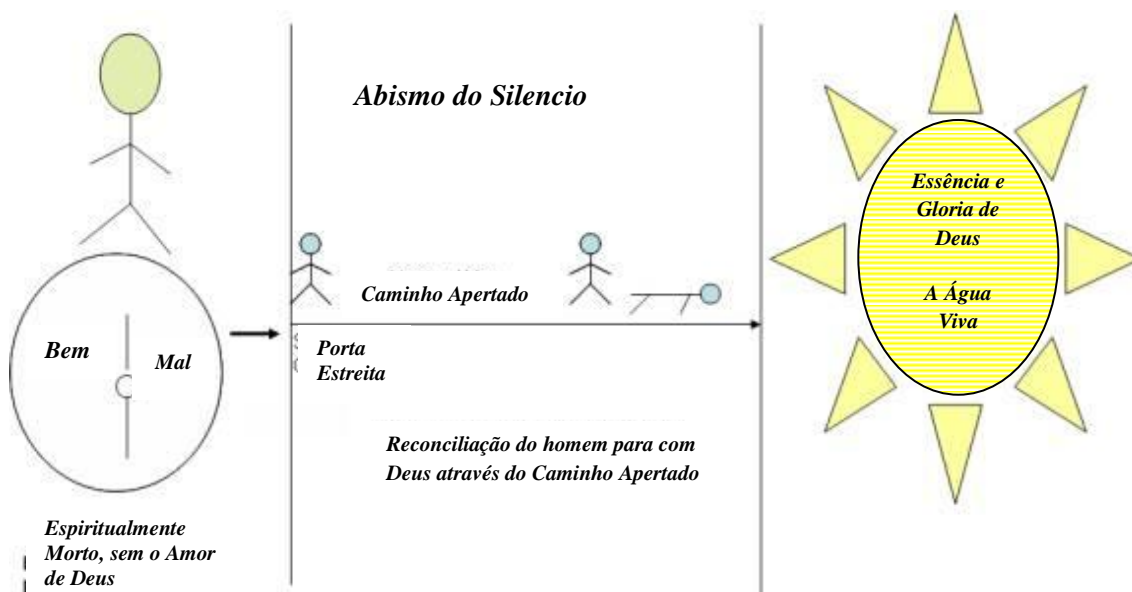 Abismo do Silencio
Bem
Mal
Espiritualmente
Morto, sem o Amor
de Deus
Caminho Apertado
Porta
Estreita
Reconciliação do homem para com
Deus através do Caminho Apertado
Essência e
Gloria de
Deus
A Água
Viva